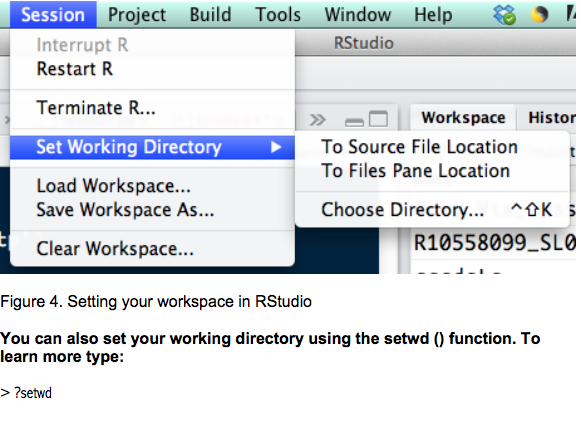 Session Project Build Tools Window Help
Interrupt R
RStudio
Restart R
Terminate R...
Workspace Histor
Set Working Directory
To Source File Location
To Files Pane Location
Load Workspace...
Save Workspace As...
Choose Directory... ^⇧K
Clear Workspace...
R10558099_SL0
Figure 4. Setting your workspace in RStudio
You can also set your working directory using the setwd () function. To
learn more type:
> ?setwd